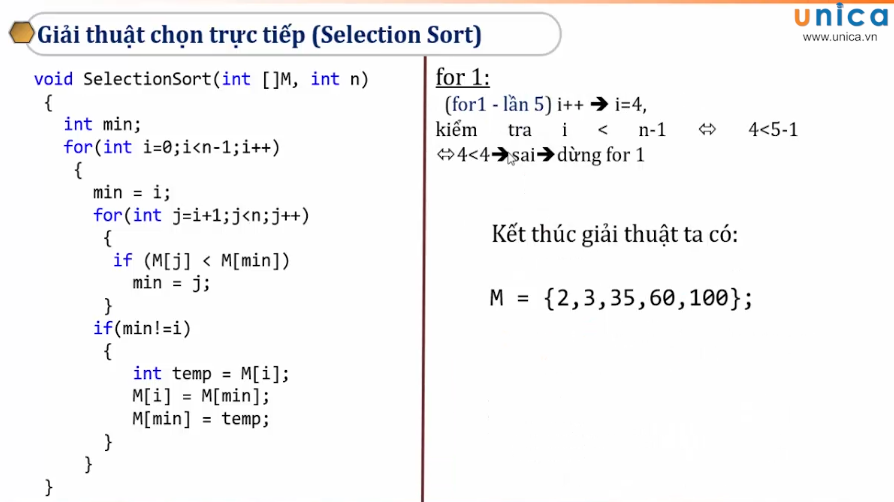 Giải thuật chọn trực tiếp (Selection Sort)
unica
www.unica.vn
void SelectionSort(int []M, int n)
{
int min;
for(int i=0;i<n-1;i++)
{
min = i;
for(int j=i+1;j<n;j++)
{
if (M[j] < M[min])
min = j;
}
if(min!=i)
{
int temp = M[i];
M[i] = M[min];
M[min] = temp;
}
}
}
for 1:
(for1 - lần 5) i++ ➔ i=4,
kiểm tra i < n-1 ⇔ 4<5-1
⇔4<4➔sai➔dừng for 1
Kết thúc giải thuật ta có:
M = {2,3,35,60,100};